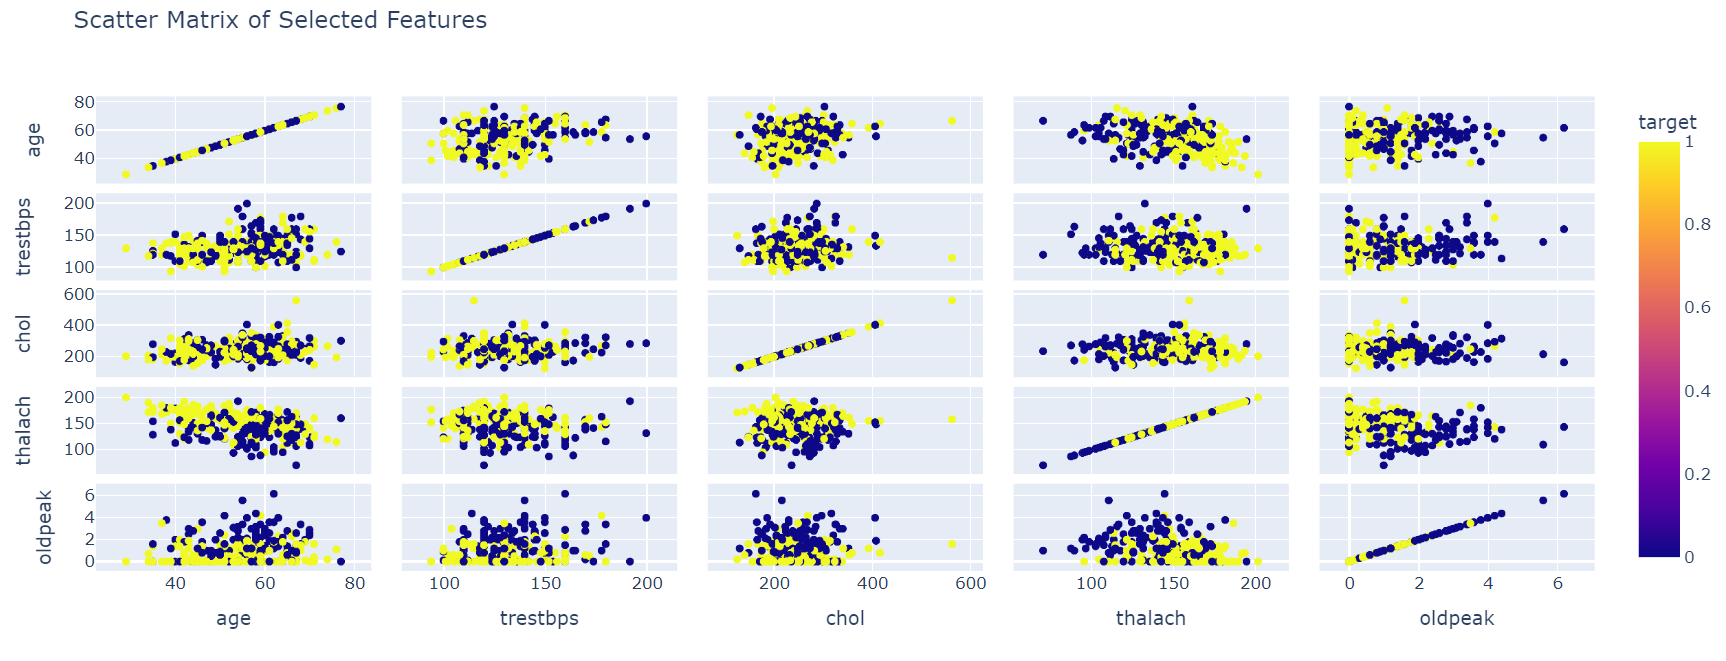 Scatter Matrix of Selected Features
target
age
80
60
40
trestbps
200
150
100
chol
600
400
200
thalach
200
150
100
oldpeak
6
4
2
0
40 60 80
100 150 200
200 400 600
100 150 200
0 2 4 6
age trestbps chol thalach oldpeak
1
0.8
0.6
0.4
0.2
0